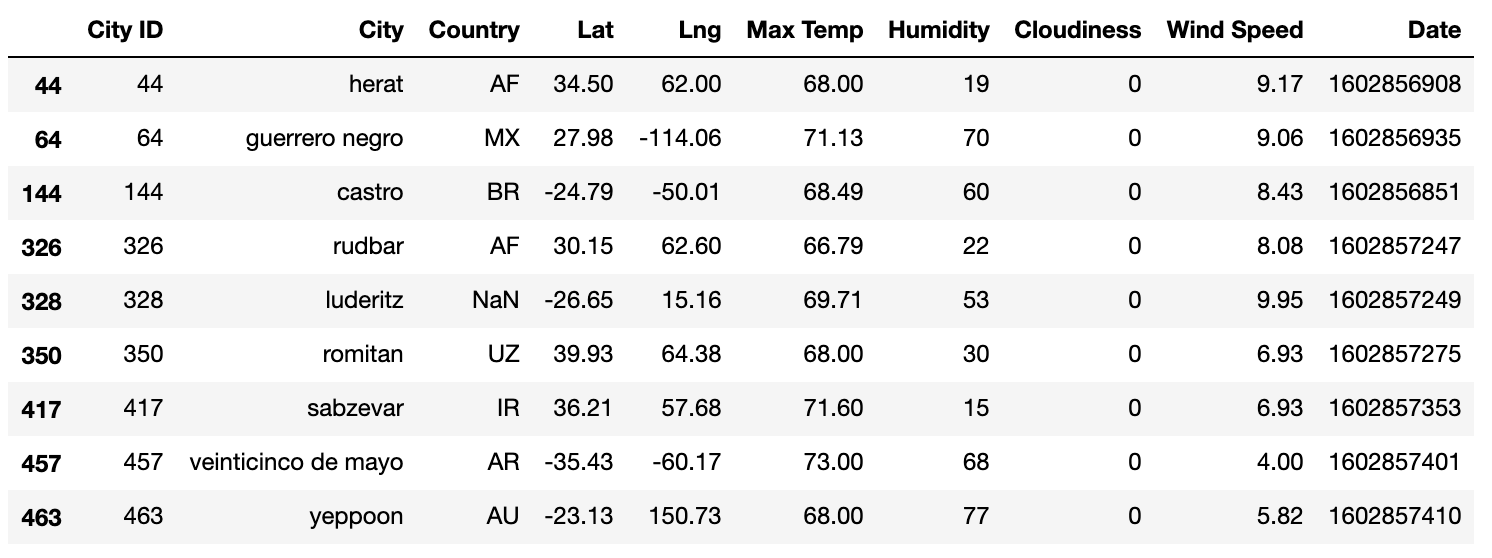 City ID City Country Lat Lng Max Temp Humidity Cloudiness Wind Speed Date
44 44 herat AF 34.50 62.00 68.00 19 0 9.17 1602856908
64 64 guerrero negro MX 27.98 -114.06 71.13 70 0 9.06 1602856935
144 144 castro BR -24.79 -50.01 68.49 60 0 8.43 1602856851
326 326 rudbar AF 30.15 62.60 66.79 22 0 8.08 1602857247
328 328 luderitz NaN -26.65 15.16 69.71 53 0 9.95 1602857249
350 350 romitan UZ 39.93 64.38 68.00 30 0 6.93 1602857275
417 417 sabzevar IR 36.21 57.68 71.60 15 0 6.93 1602857353
457 457 veinticinco de mayo AR -35.43 -60.17 73.00 68 0 4.00 1602857401
463 463 yeppoon AU -23.13 150.73 68.00 77 0 5.82 1602857410